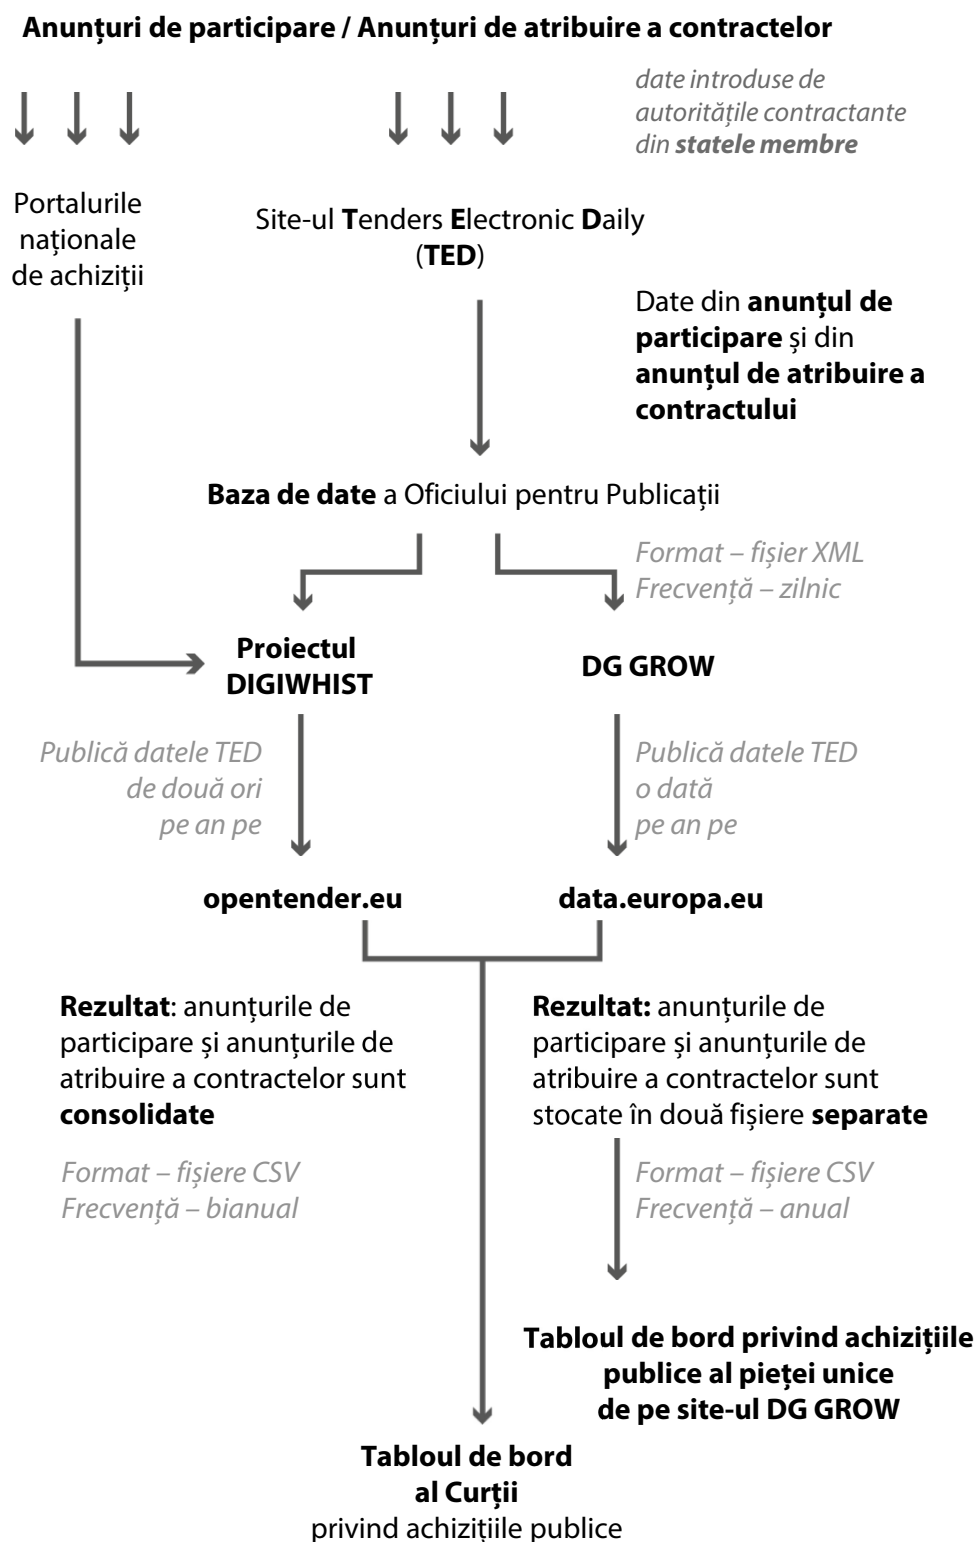 Anunțuri de participare / Anunțuri de atribuire a contractelor
date introduse de
autoritățile contractante
din statele membre
Portalurile
naționale
de achiziții
Site-ul Tenders Electronic Daily
(TED)
Date din anunțul de
participare și din
anunțul de atribuire a
contractului
Baza de date a Oficiului pentru Publicații
Format – fișier XML
Frecvență – zilnic
Proiectul
DIGIWHIST
DG GROW
Publică datele TED
de două ori
pe an pe
Publică datele TED
o dată
pe an pe
opentender.eu
data.europa.eu
Rezultat: anunțurile de
participare și anunțurile de
atribuire a contractelor sunt
consolidate
Format – fișiere CSV
Frecvență – bianual
Rezultat: anunțurile de
participare și anunțurile de
atribuire a contractelor sunt
stocate în două fișiere separate
Format – fișiere CSV
Frecvență – anual
Tabloul de bord privind achizițiile
publice al pieței unice
de pe site-ul DG GROW
Tabloul de bord
al Curții
privind achizițiile publice